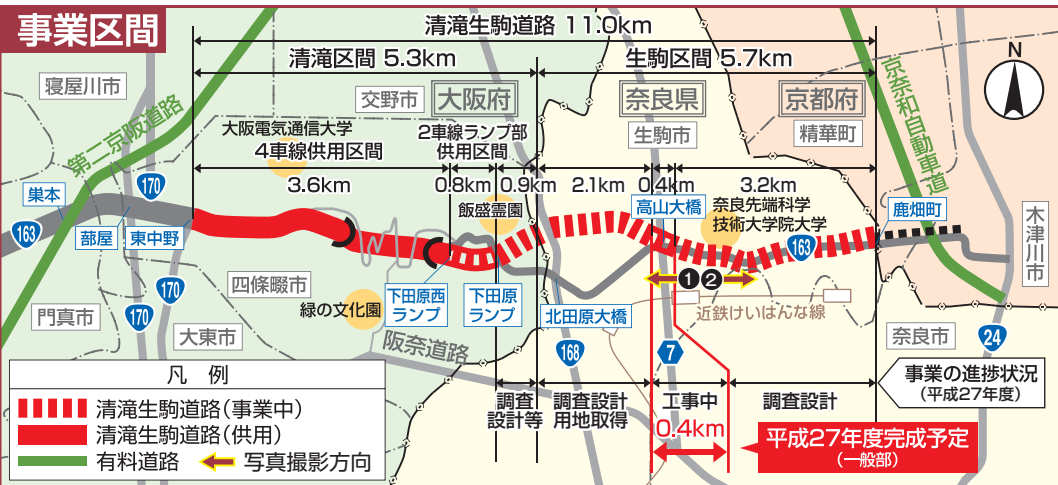 事業区間
清滝生駒道路 11.0km
清滝区間 5.3km
生駒区間 5.7km
N
寝屋川市
交野市
大阪府
奈良県
京都府
生駒市
精華町
第二京阪道路
京奈和自動車道
大阪電気通信大学
4車線供用区間
2車線ランプ部
供用区間
3.6km
0.8km
0.9km
2.1km
0.4km
3.2km
巣本
170
163
蔀屋
東中野
飯盛霊園
高山大橋
奈良先端科学
技術大学院大学
163
鹿畑町
木津川市
❶❷
四條畷市
緑の文化園
下田原西
ランプ
下田原
ランプ
北田原大橋
近鉄けいはんな線
170
170
門真市
大東市
阪奈道路
168
7
奈良市
24
凡 例
清滝生駒道路(事業中)
清滝生駒道路(供用)
有料道路
写真撮影方向
調査
設計等
調査設計
用地取得
工事中
調査設計
事業の進捗状況
(平成27年度)
0.4km
平成27年度完成予定
(一般部)